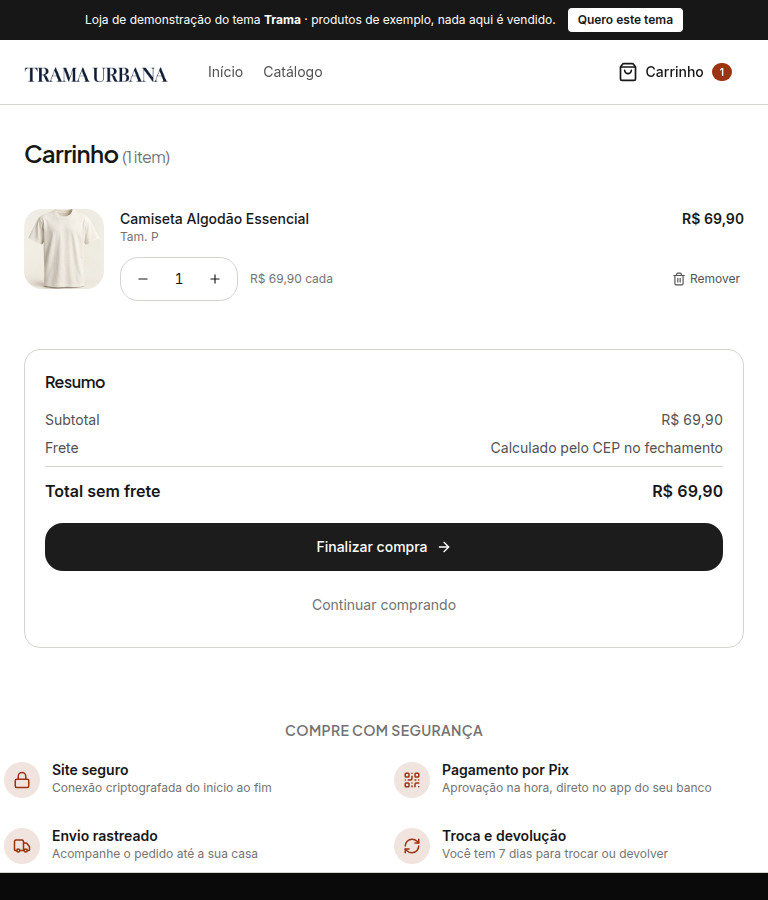 Loja de demonstração do tema Trama · produtos de exemplo, nada aqui é vendido. Quero este tema
TRAMA URBANA Início Catálogo Carrinho 1
Carrinho (1 item)
Camiseta Algodão Essencial R$ 69,90
Tam. P
− 1 + R$ 69,90 cada Remover
Resumo
Subtotal R$ 69,90
Frete Calculado pelo CEP no fechamento
Total sem frete R$ 69,90
Finalizar compra →
Continuar comprando
COMPRE COM SEGURANÇA
Site seguro Pagamento por Pix
Conexão criptografada do início ao fim Aprovação na hora, direto no app do seu banco
Envio rastreado Troca e devolução
Acompanhe o pedido até a sua casa Você tem 7 dias para trocar ou devolver